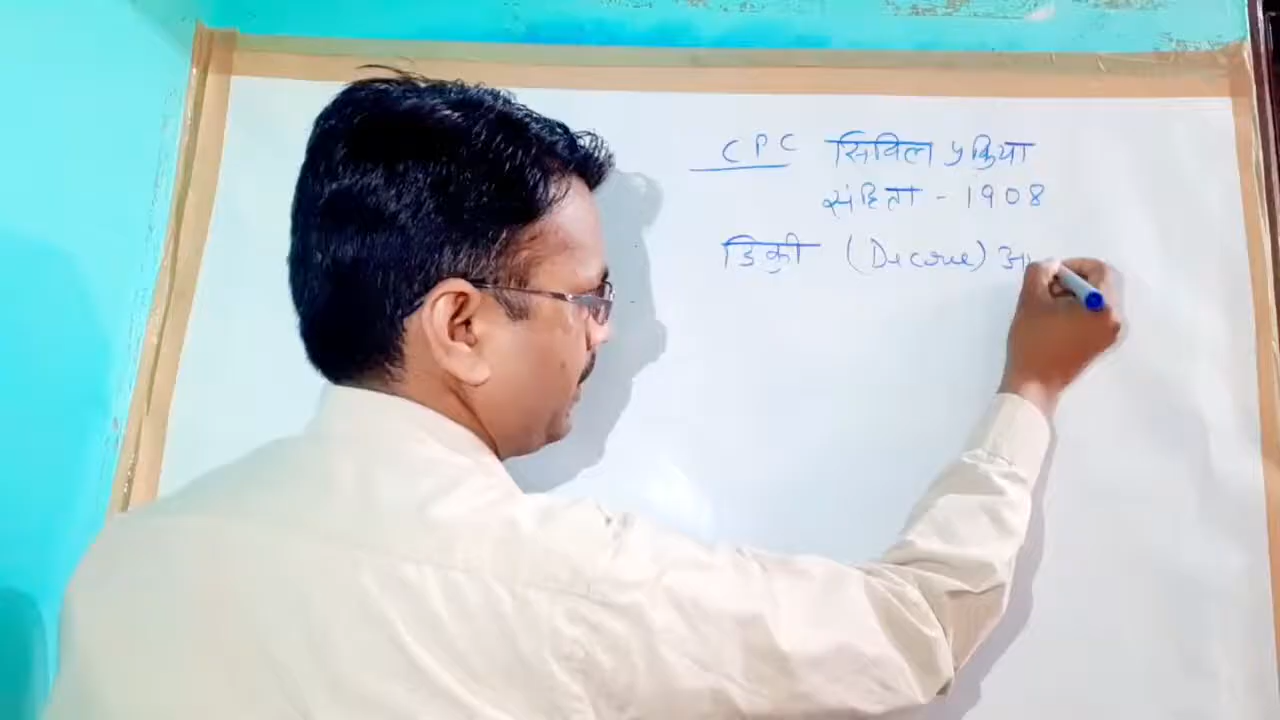 CPC सिविल प्रक्रिया
संहिता - 1908
डिक्री (Decree) आ